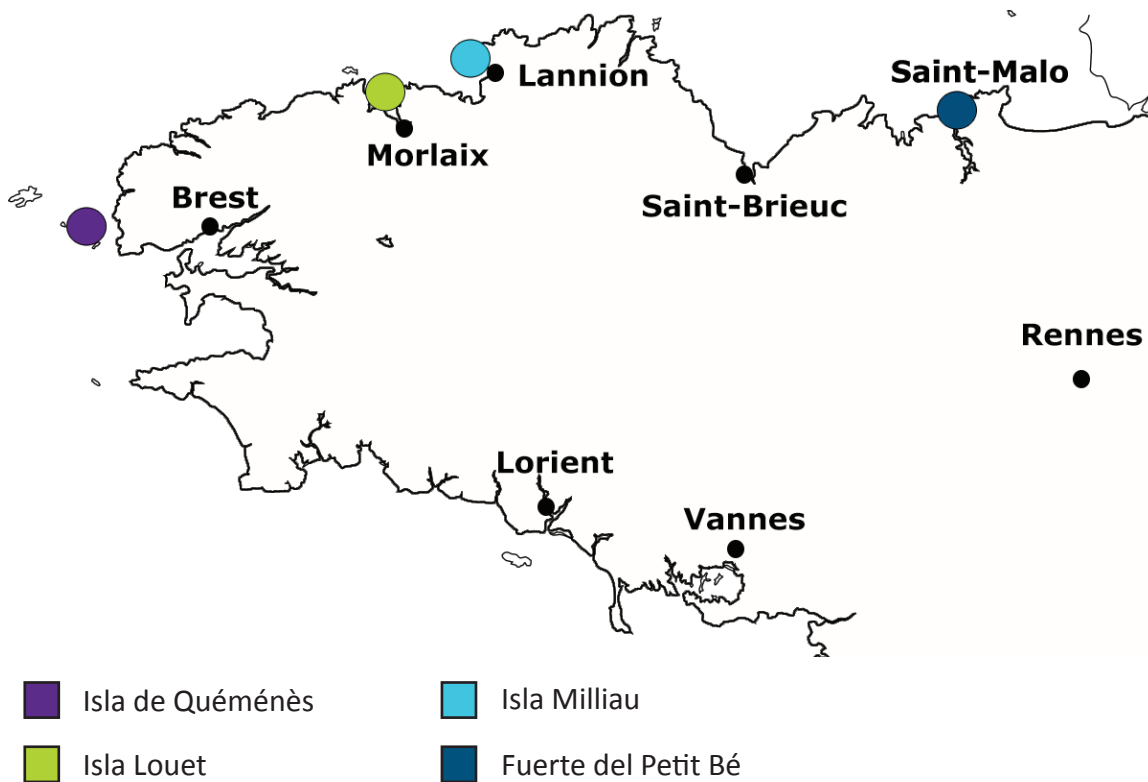 Lannion
Saint-Malo
Morlaix
Brest
Saint-Brieuc
Rennes
Lorient
Vannes
Isla de Quéménès
Isla Milliau
Isla Louet
Fuerte del Petit Bé